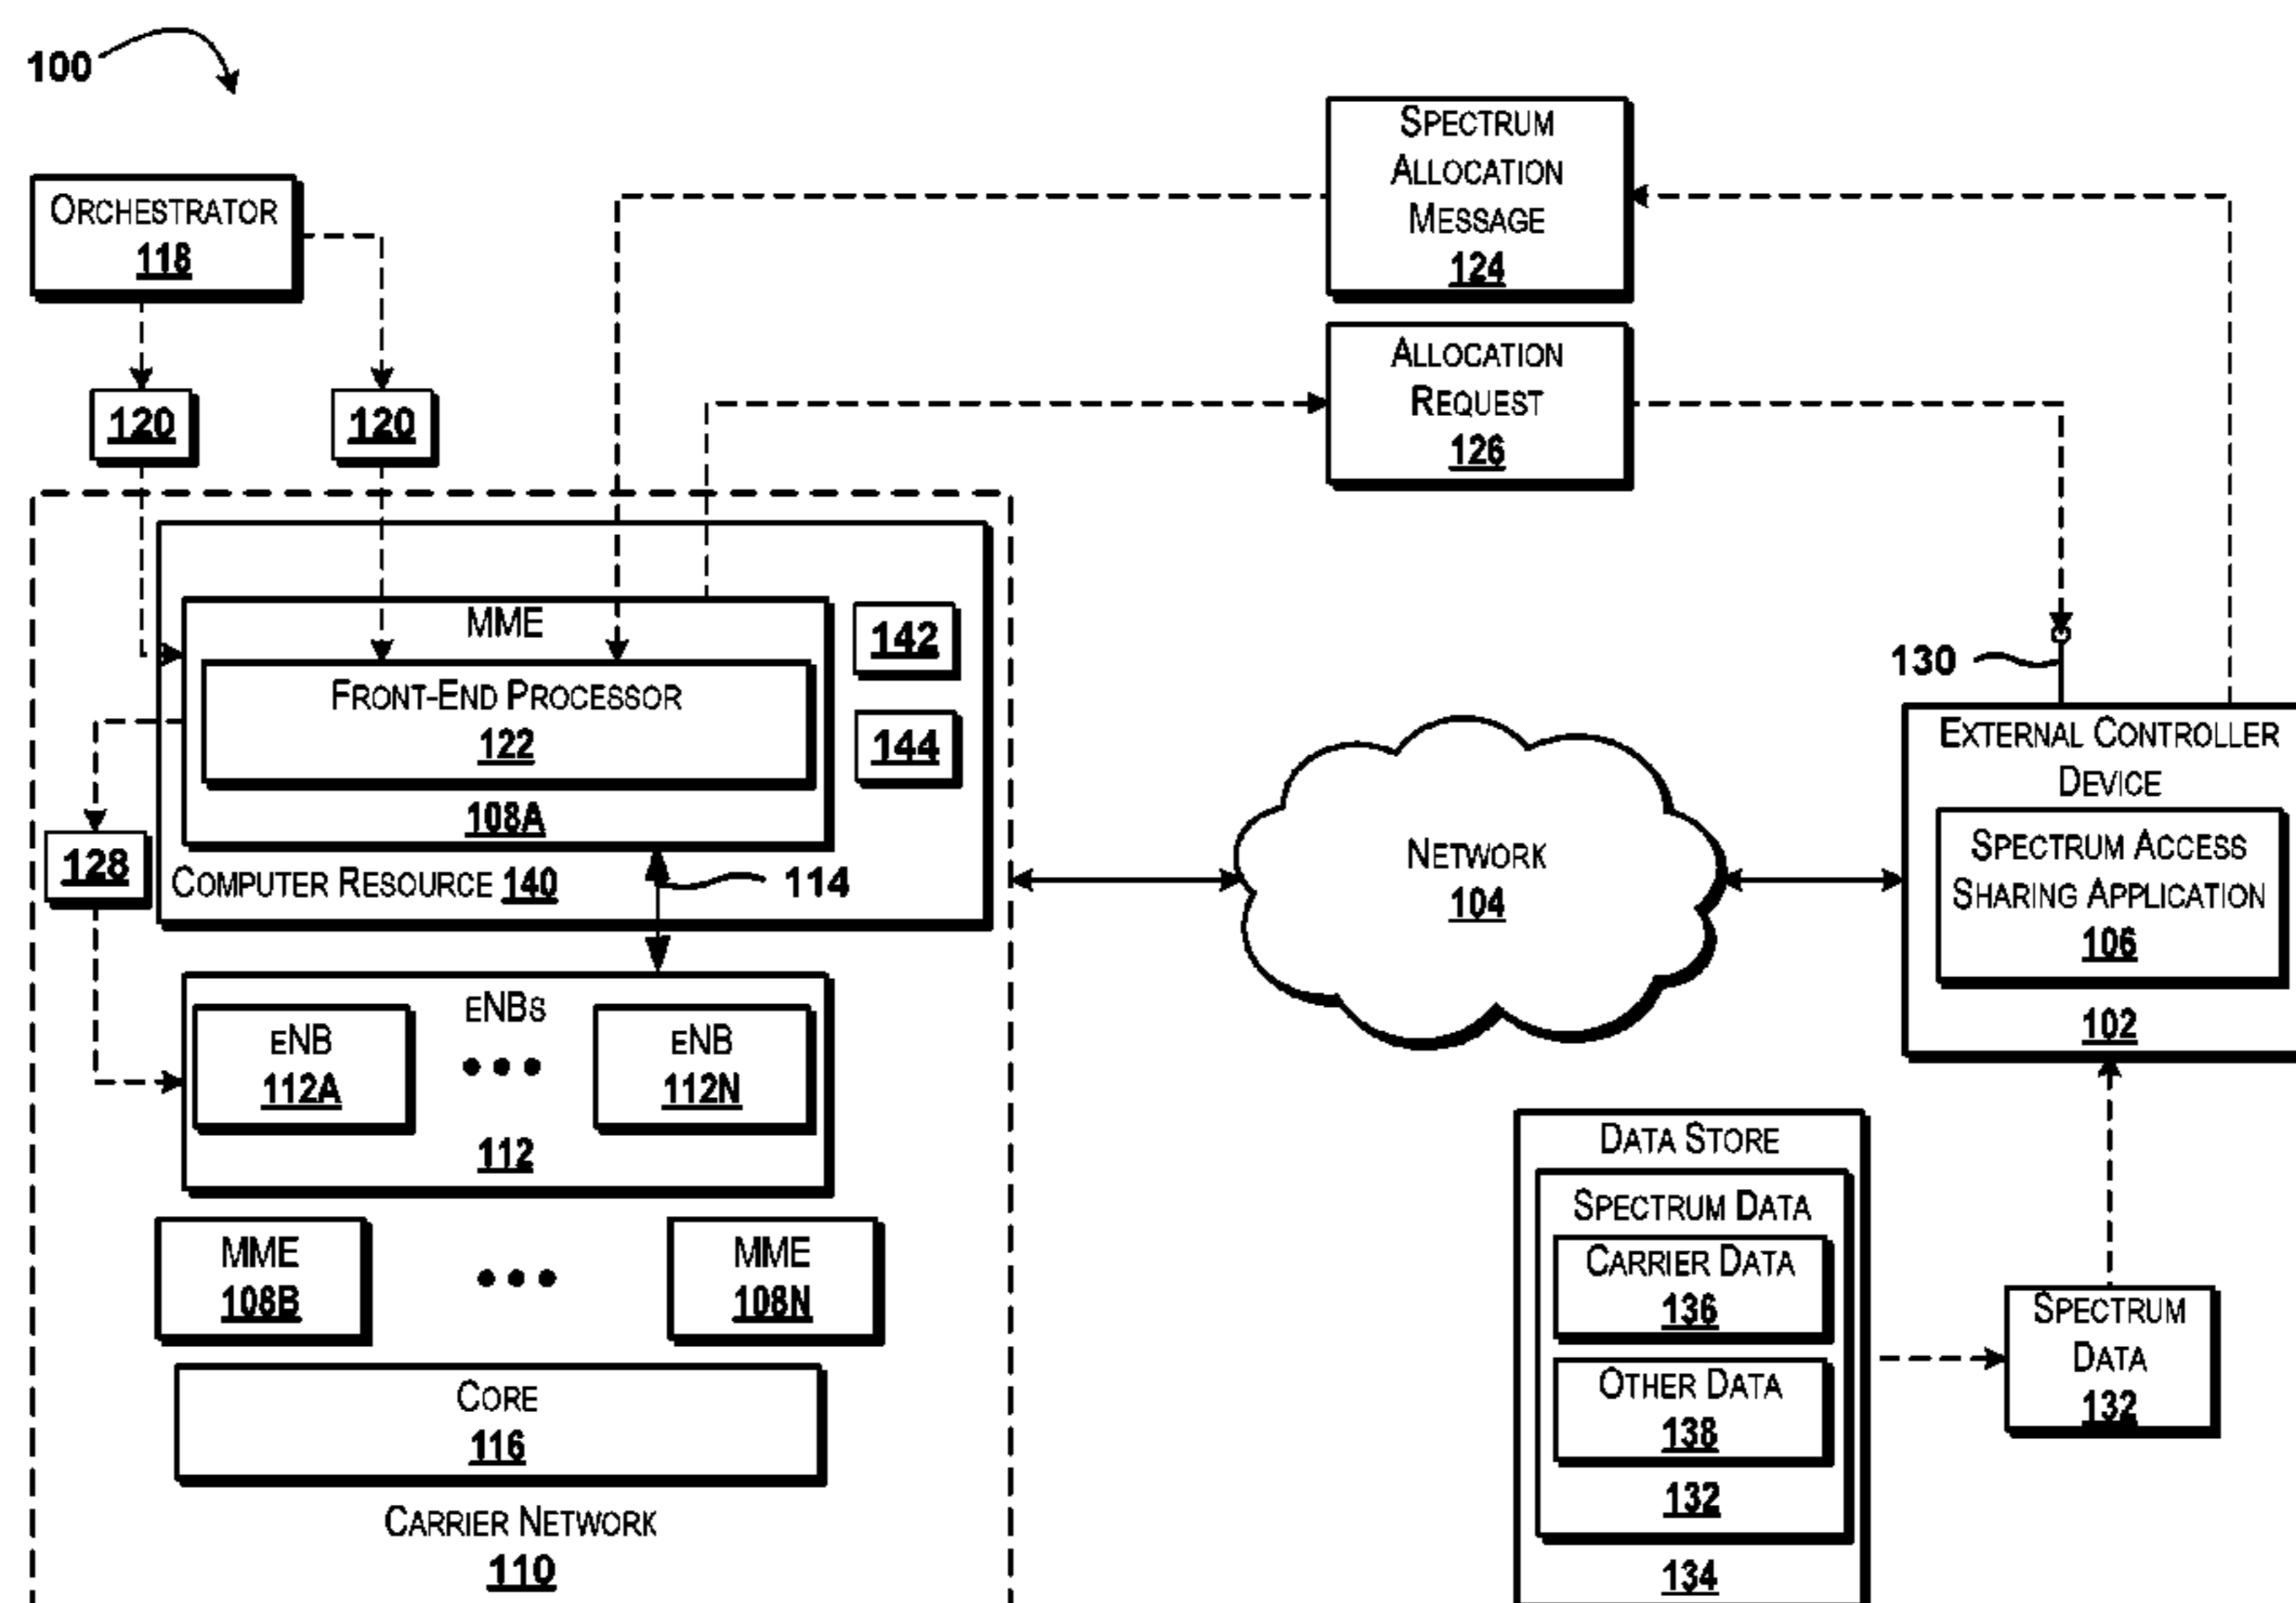 100
ORCHESTRATOR
118
120
120
SPECTRUM
ALLOCATION
MESSAGE
124
ALLOCATION
REQUEST
126
MME
FRONT-END PROCESSOR
122
108A
142
144
COMPUTER RESOURCE 140
114
128
ENBS
ENB
112A
ENB
112N
112
MME
108B
MME
108N
CORE
116
CARRIER NETWORK
110
NETWORK
104
130
EXTERNAL CONTROLLER
DEVICE
SPECTRUM ACCESS
SHARING APPLICATION
106
102
DATA STORE
SPECTRUM DATA
CARRIER DATA
136
OTHER DATA
138
132
134
SPECTRUM
DATA
132